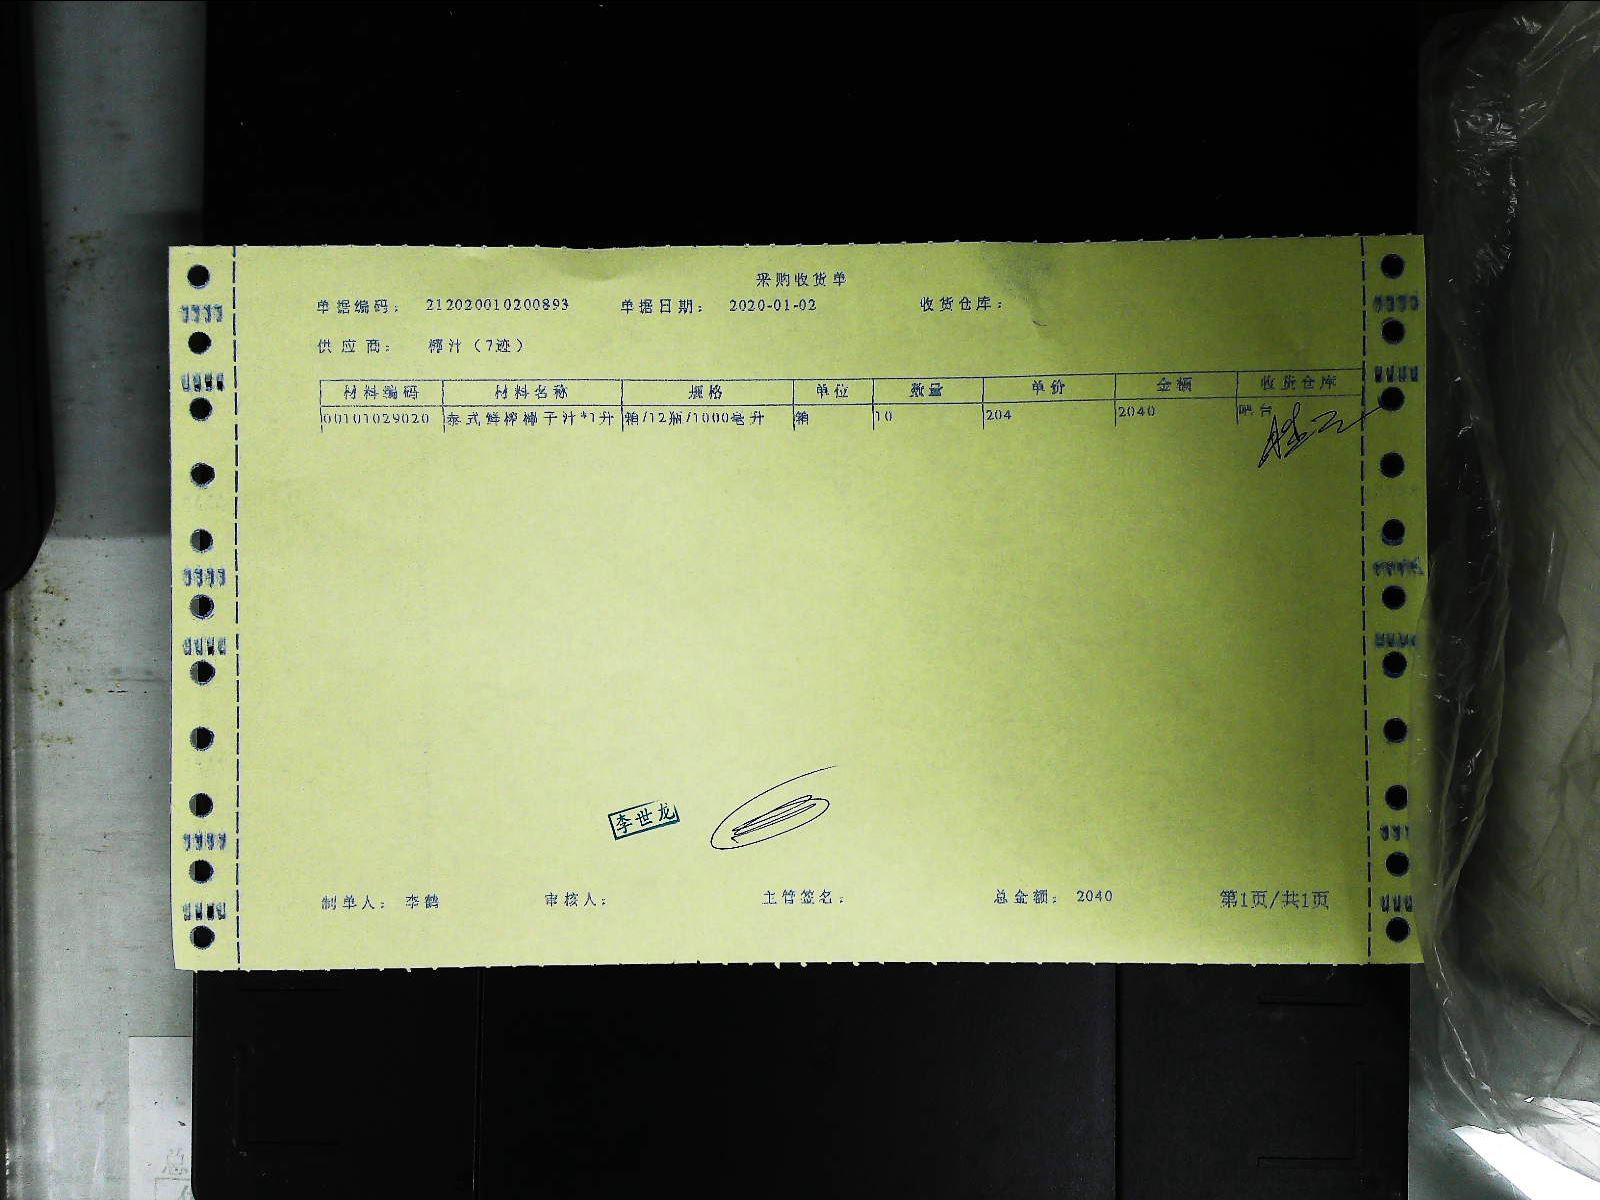 采购收货单
单据编码： 212020010200893 单据日期： 2020-01-02 收货仓库：
供应商： 椰汁（7迹）
材料编码 材料名称 规格 单位 数量 单价 金额 收货仓库
00101029020 泰式鲜榨椰子汁*1升 箱/12瓶/1000毫升 箱 10 204 2040 吧台
李世龙
制单人： 李鹤 审核人： 主管签名： 总金额： 2040 第1页/共1页